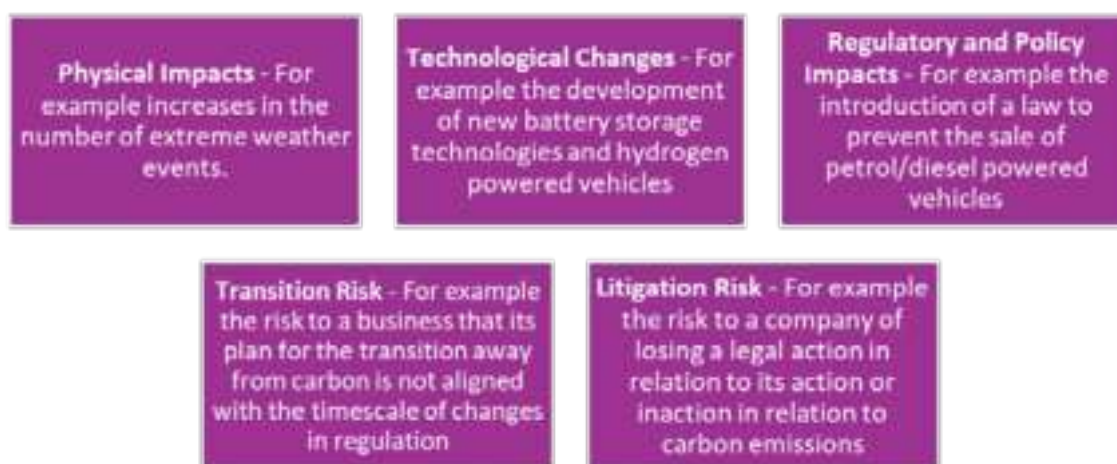 Physical Impacts - For
example increases in the
number of extreme weather
events.
Technological Changes - For
example the development
of new battery storage
technologies and hydrogen
powered vehicles
Regulatory and Policy
Impacts - For example the
introduction of a law to
prevent the sale of
petrol/diesel powered
vehicles
Transition Risk - For example
the risk to a business that its
plan for the transition away
from carbon is not aligned
with the timescale of changes
in regulation
Litigation Risk - For example
the risk to a company of
losing a legal action in
relation to its action or
inaction in relation to
carbon emissions